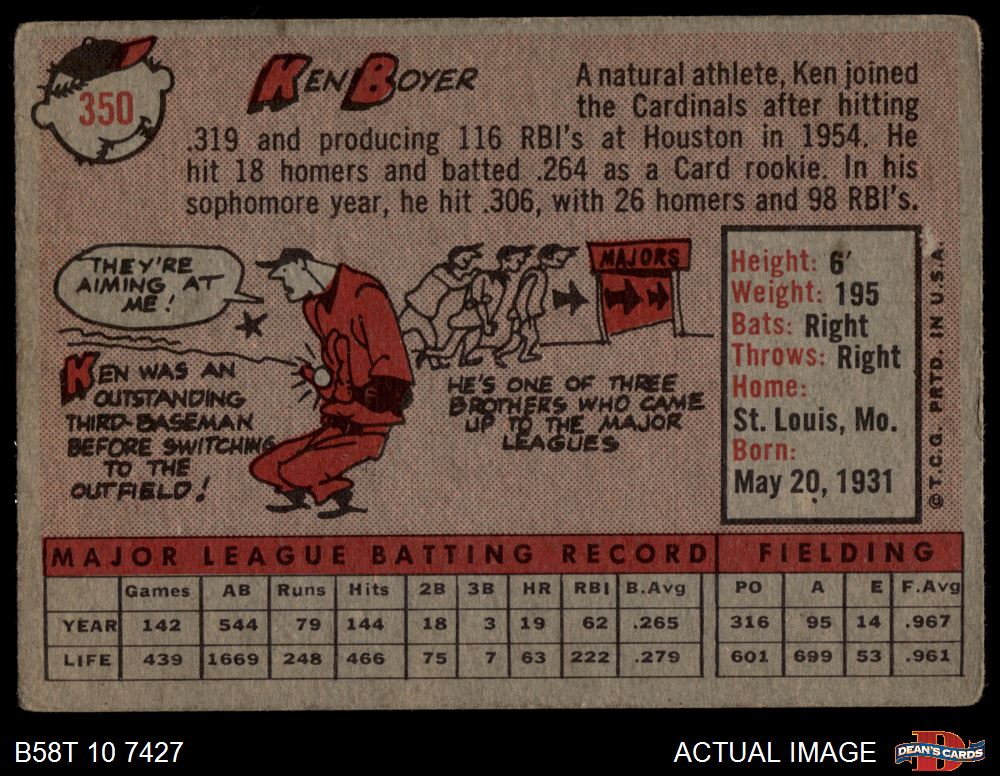 350
KEN BOYER
A natural athlete, Ken joined
the Cardinals after hitting
.319 and producing 116 RBI's at Houston in 1954. He
hit 18 homers and batted .264 as a Card rookie. In his
sophomore year, he hit .306, with 26 homers and 98 RBI's.
THEY'RE
AIMING AT
ME!
MAJORS
KEN WAS AN
OUTSTANDING
THIRD-BASEMAN
BEFORE SWITCHING
TO THE
OUTFIELD!
HE'S ONE OF THREE
BROTHERS WHO CAME
UP TO THE MAJOR
LEAGUES
Height: 6'
Weight: 195
Bats: Right
Throws: Right
Home:
St. Louis, Mo.
Born:
May 20, 1931
© T.C.G. PRTD. IN U.S.A.
MAJOR LEAGUE BATTING RECORD FIELDING
Games AB Runs Hits 2B 3B HR RBI B.Avg PO A E F.Avg
YEAR 142 544 79 144 18 3 19 62 .265 316 95 14 .967
LIFE 439 1669 248 466 75 7 63 222 .279 601 699 53 .961
B58T 10 7427 ACTUAL IMAGE DEAN'S CARDS